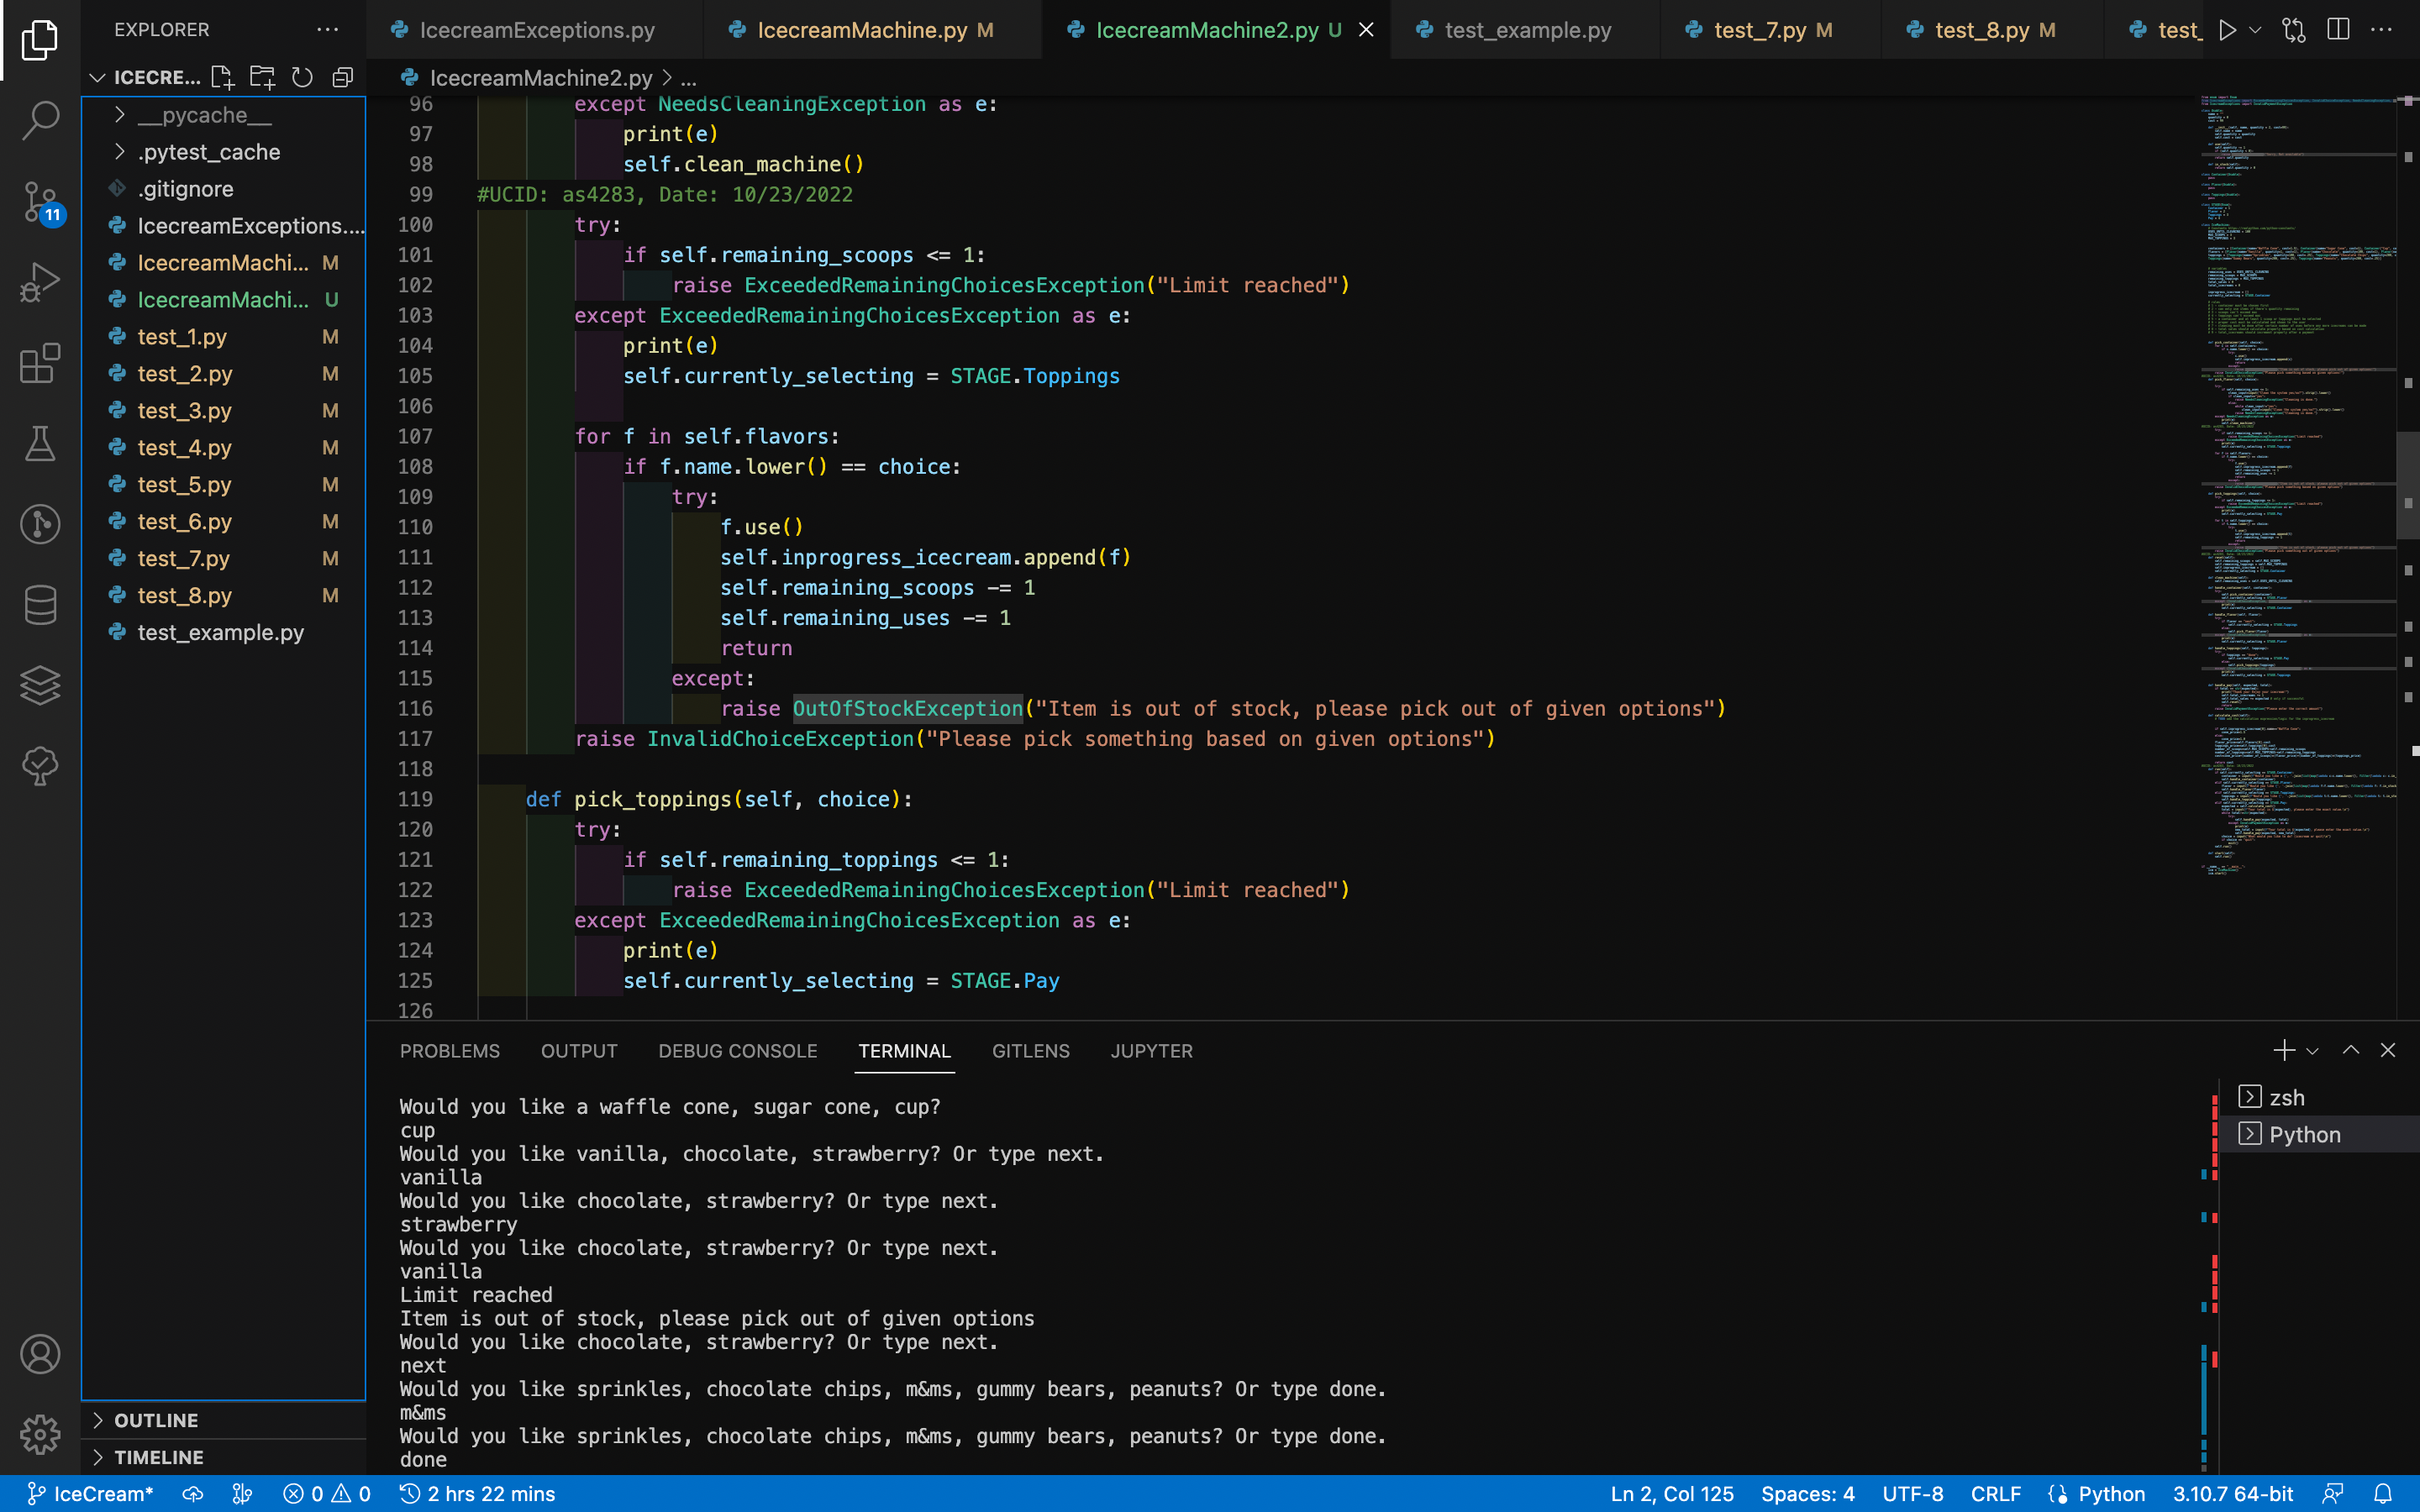 EXPLORER ...
IcecreamExceptions.py
IcecreamMachine.py M
IcecreamMachine2.py U
test_example.py
test_7.py M
test_8.py M
test_
ICECRE...
IcecreamMachine2.py > ...
__pycache__
.pytest_cache
.gitignore
IcecreamExceptions....
IcecreamMachi... M
IcecreamMachi... U
test_1.py M
test_2.py M
test_3.py M
test_4.py M
test_5.py M
test_6.py M
test_7.py M
test_8.py M
test_example.py
11
OUTLINE
TIMELINE
96 except NeedsCleaningException as e:
97 print(e)
98 self.clean_machine()
99 #UCID: as4283, Date: 10/23/2022
100 try:
101 if self.remaining_scoops <= 1:
102 raise ExceededRemainingChoicesException("Limit reached")
103 except ExceededRemainingChoicesException as e:
104 print(e)
105 self.currently_selecting = STAGE.Toppings
106
107 for f in self.flavors:
108 if f.name.lower() == choice:
109 try:
110 f.use()
111 self.inprogress_icecream.append(f)
112 self.remaining_scoops -= 1
113 self.remaining_uses -= 1
114 return
115 except:
116 raise OutOfStockException("Item is out of stock, please pick out of given options")
117 raise InvalidChoiceException("Please pick something based on given options")
118
119 def pick_toppings(self, choice):
120 try:
121 if self.remaining_toppings <= 1:
122 raise ExceededRemainingChoicesException("Limit reached")
123 except ExceededRemainingChoicesException as e:
124 print(e)
125 self.currently_selecting = STAGE.Pay
126
PROBLEMS OUTPUT DEBUG CONSOLE TERMINAL GITLENS JUPYTER
Would you like a waffle cone, sugar cone, cup?
cup
Would you like vanilla, chocolate, strawberry? Or type next.
vanilla
Would you like chocolate, strawberry? Or type next.
strawberry
Would you like chocolate, strawberry? Or type next.
vanilla
Limit reached
Item is out of stock, please pick out of given options
Would you like chocolate, strawberry? Or type next.
next
Would you like sprinkles, chocolate chips, m&ms, gummy bears, peanuts? Or type done.
m&ms
Would you like sprinkles, chocolate chips, m&ms, gummy bears, peanuts? Or type done.
done
zsh
Python
IceCream* 0 0 2 hrs 22 mins Ln 2, Col 125 Spaces: 4 UTF-8 CRLF Python 3.10.7 64-bit